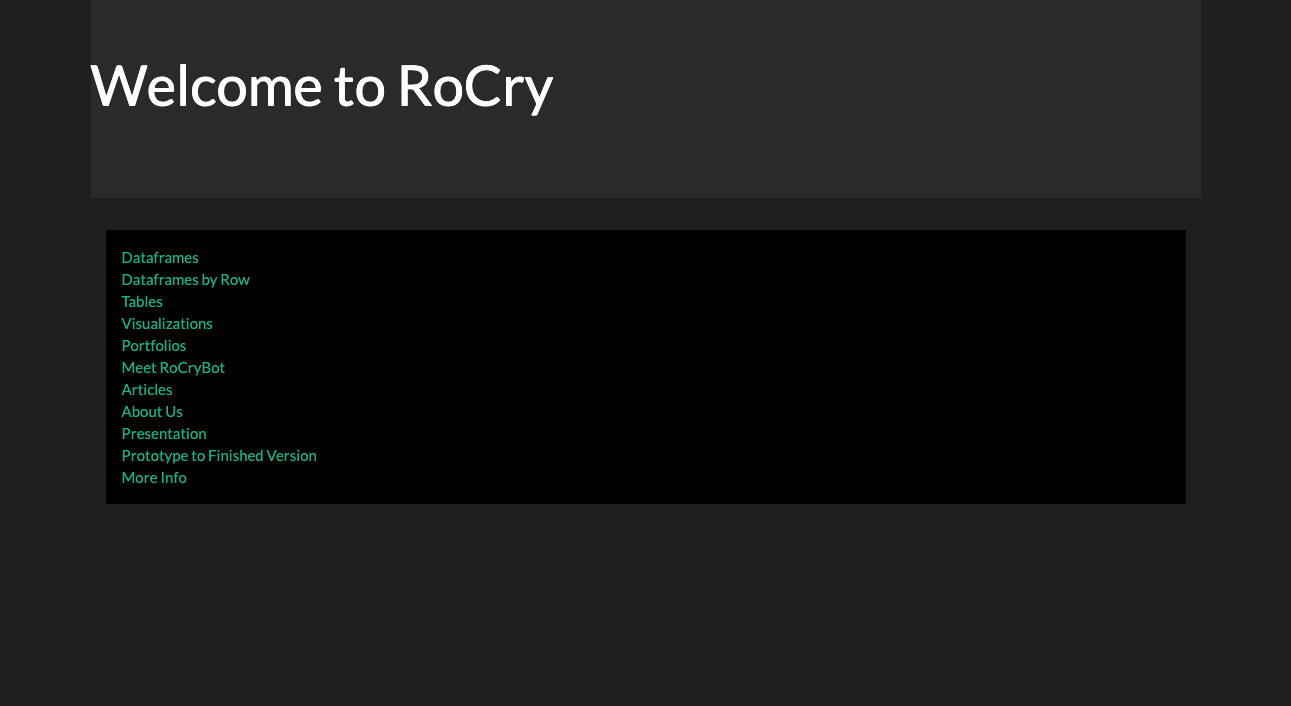 Welcome to RoCry
Dataframes
Dataframes by Row
Tables
Visualizations
Portfolios
Meet RoCryBot
Articles
About Us
Presentation
Prototype to Finished Version
More Info